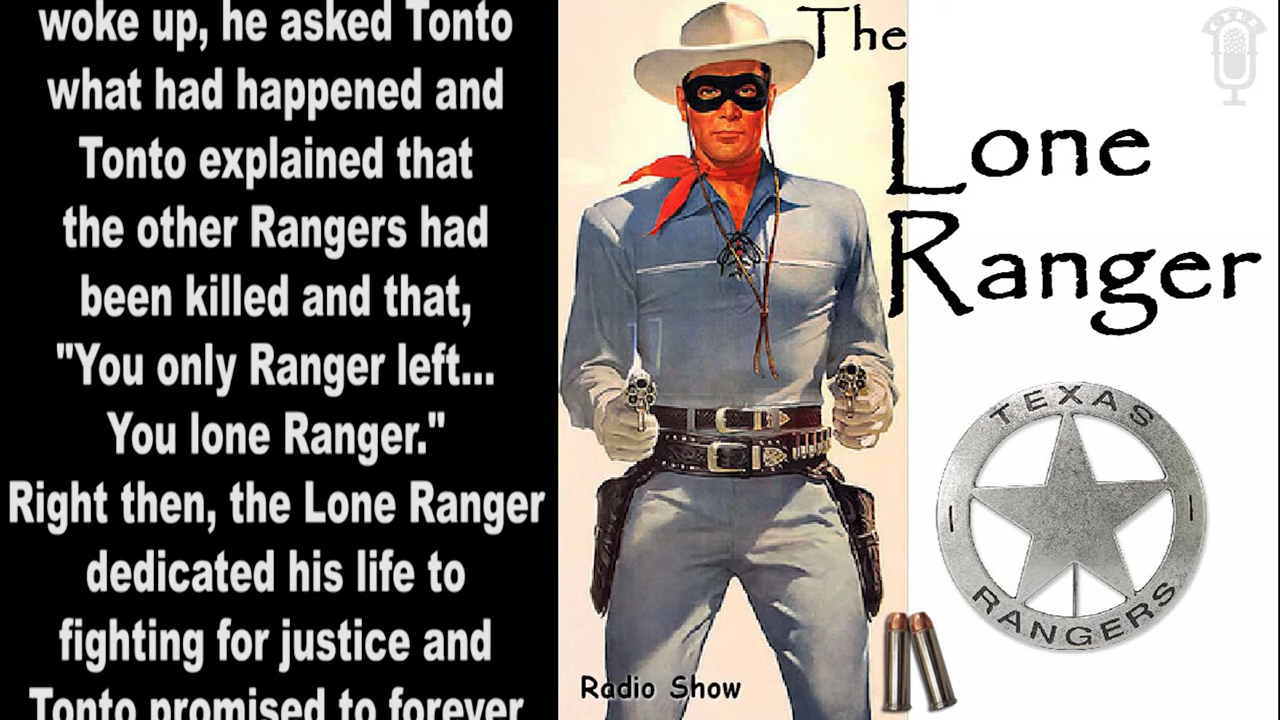 woke up, he asked Tonto
what had happened and
Tonto explained that
the other Rangers had
been killed and that,
"You only Ranger left...
You lone Ranger."
Right then, the Lone Ranger
dedicated his life to
fighting for justice and
Tonto promised to forever
The
Lone
Ranger
TEXAS
RANGERS
Radio Show